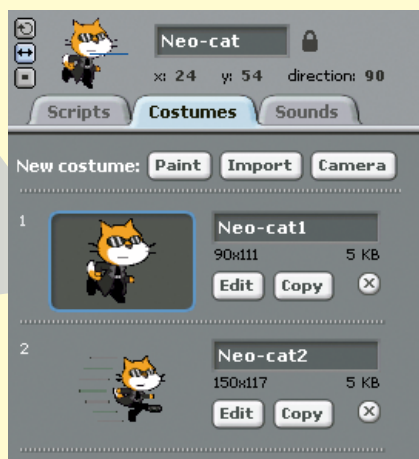 Neo-cat
x: 24 y: 54 direction: 90
Scripts Costumes Sounds
New costume: Paint Import Camera
1
Neo-cat1
90x111 5 KB
Edit Copy
2
Neo-cat2
150x117 5 KB
Edit Copy